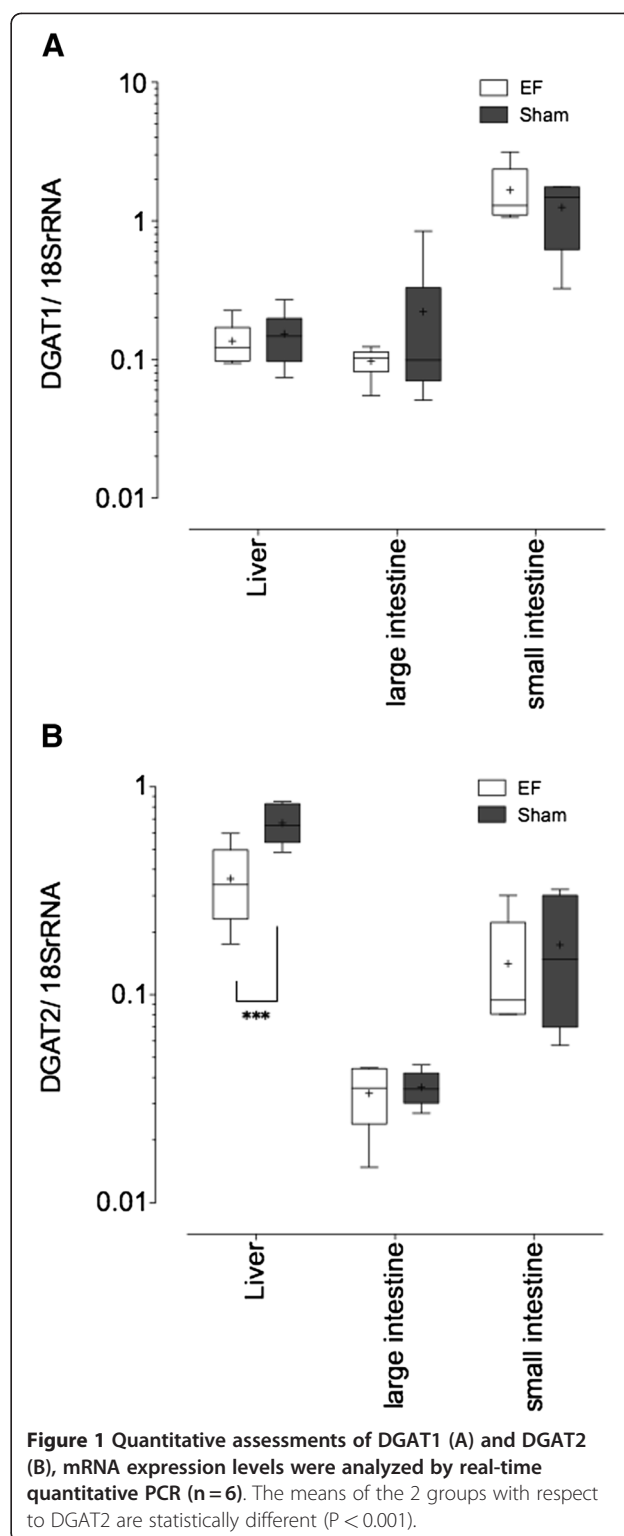 A
10
1
0.1
0.01
DGAT1/ 18SrRNA
EF
Sham
Liver
large intestine
small intestine
B
1
0.1
0.01
DGAT2/ 18SrRNA
EF
Sham
***
Liver
large intestine
small intestine
Figure 1 Quantitative assessments of DGAT1 (A) and DGAT2
(B), mRNA expression levels were analyzed by real-time
quantitative PCR (n = 6). The means of the 2 groups with respect
to DGAT2 are statistically different (P < 0.001).